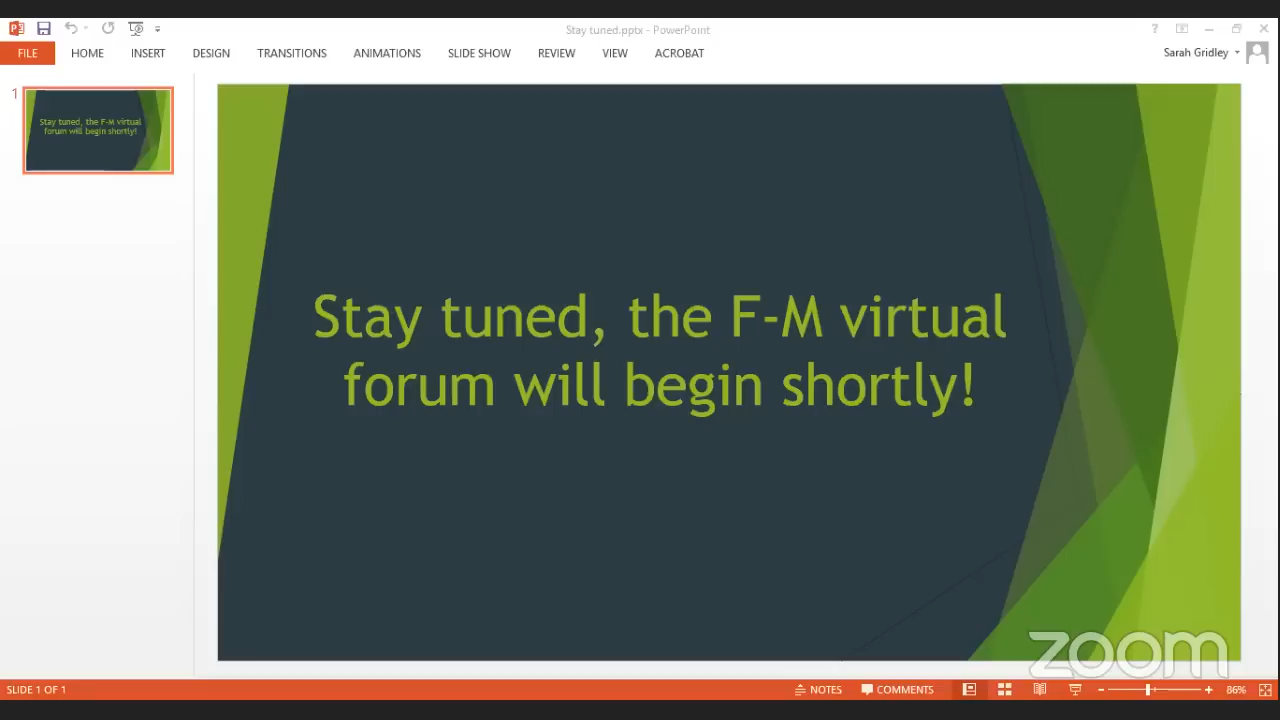 Stay tuned.pptx - PowerPoint
FILE HOME INSERT DESIGN TRANSITIONS ANIMATIONS SLIDE SHOW REVIEW VIEW ACROBAT Sarah Gridley
1
Stay tuned, the F-M virtual
forum will begin shortly!
Stay tuned, the F-M virtual
forum will begin shortly!
zoom
SLIDE 1 OF 1 NOTES COMMENTS 86%